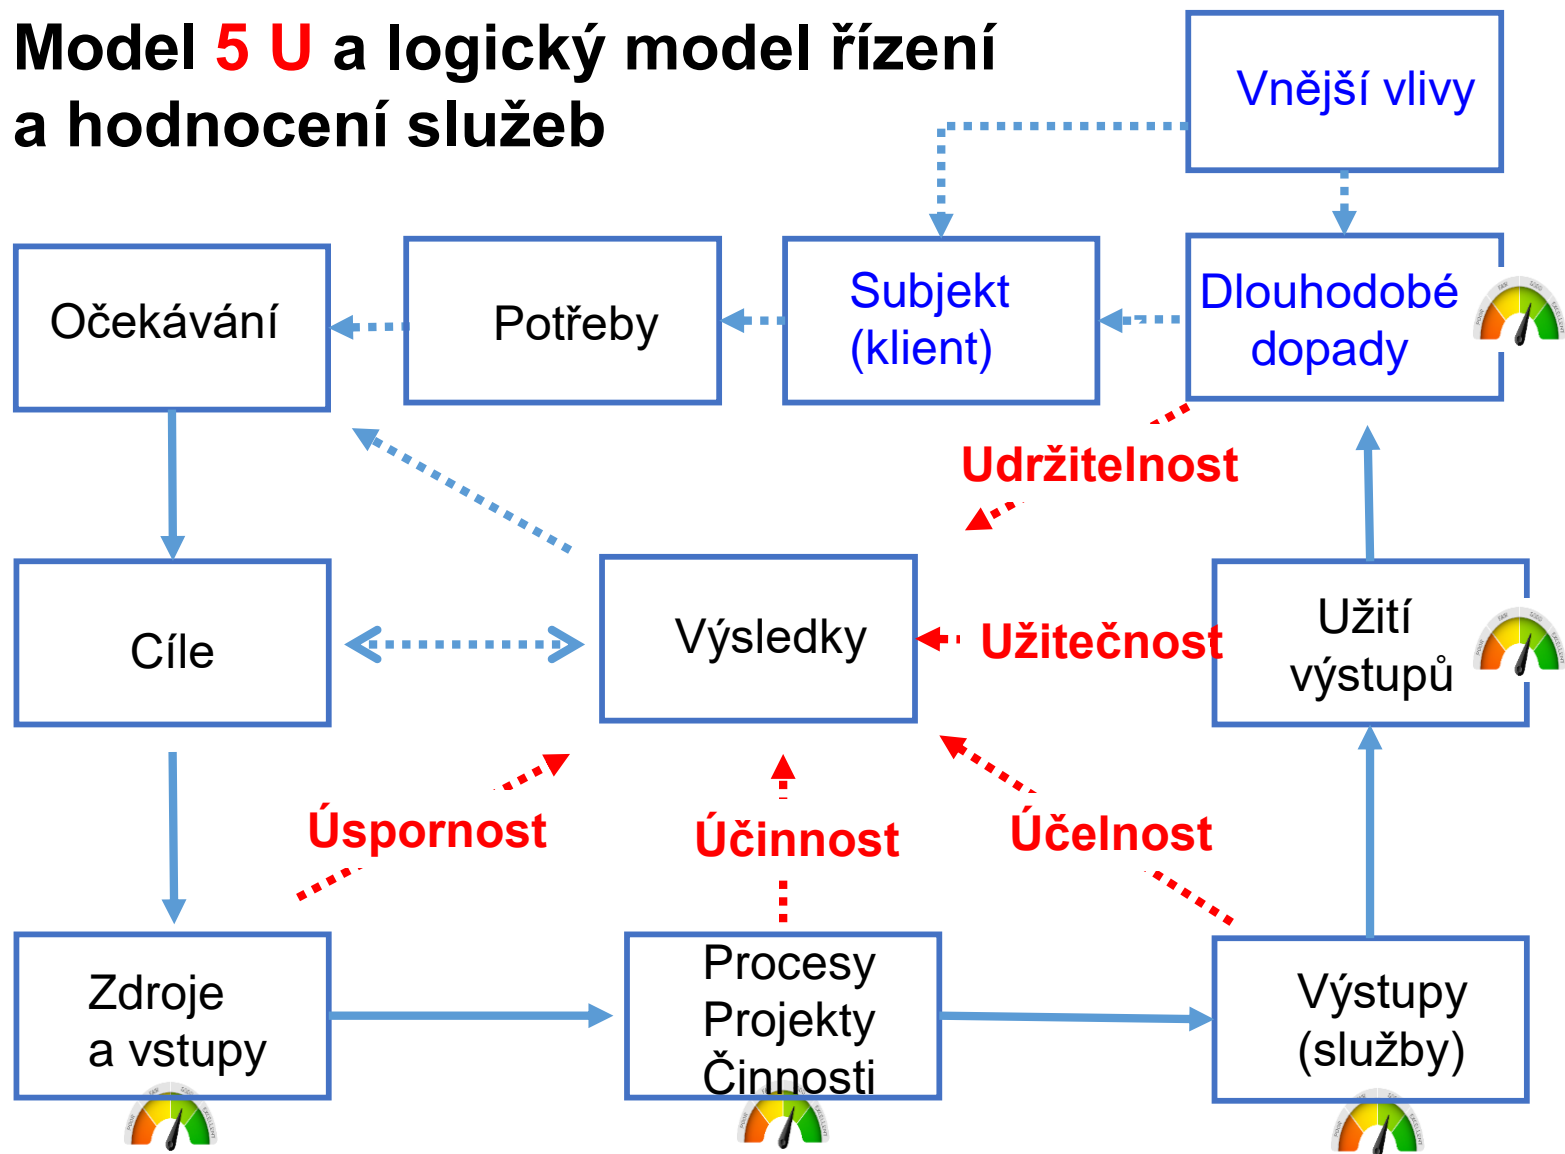 Model 5 U a logický model řízení
a hodnocení služeb
Vnější vlivy
Očekávání
Potřeby
Subjekt
(klient)
Dlouhodobé
dopady
Udržitelnost
Cíle
Výsledky
Užitečnost
Užití
výstupů
Úspornost
Účinnost
Účelnost
Zdroje
a vstupy
Procesy
Projekty
Činnosti
Výstupy
(služby)